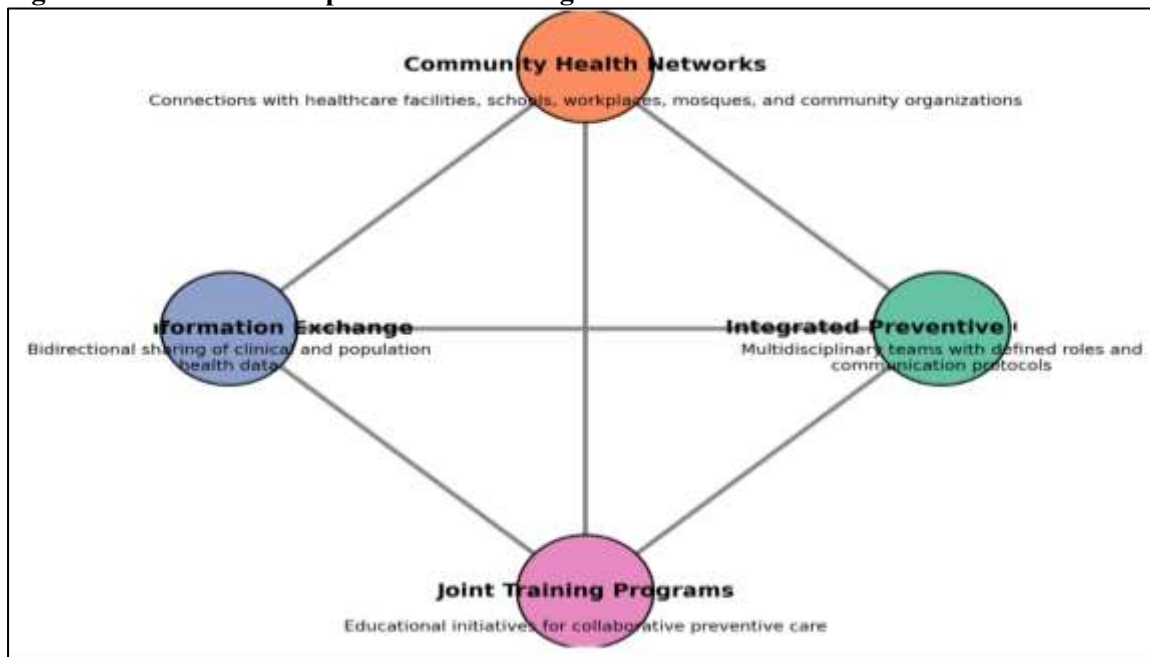 Community Health Networks
Connections with healthcare facilities, schools, workplaces, mosques, and community organizations
formation Exchange
Bidirectional sharing of clinical and population
health data
Integrated Preventive
Multidisciplinary teams with defined roles and
communication protocols
Joint Training Programs
Educational initiatives for collaborative preventive care